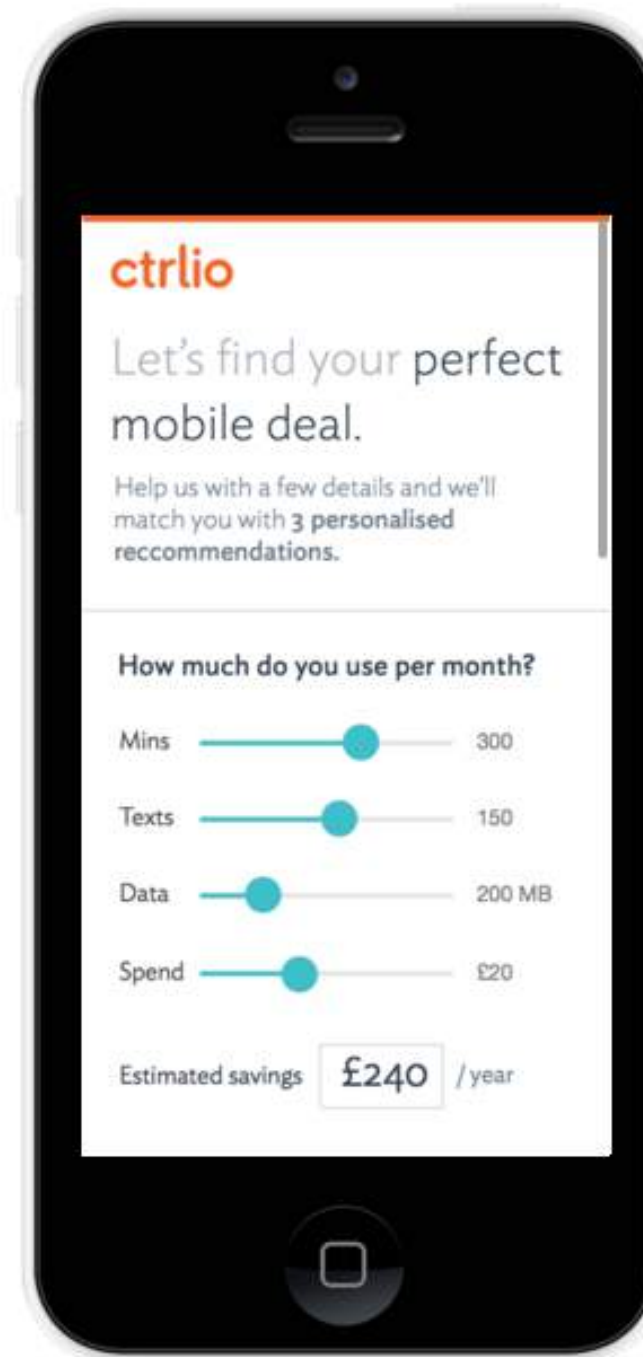 ctrlio
Let's find your perfect
mobile deal.
Help us with a few details and we'll
match you with 3 personalised
reccommendations.
How much do you use per month?
Mins 300
Texts 150
Data 200 MB
Spend £20
Estimated savings £240 / year